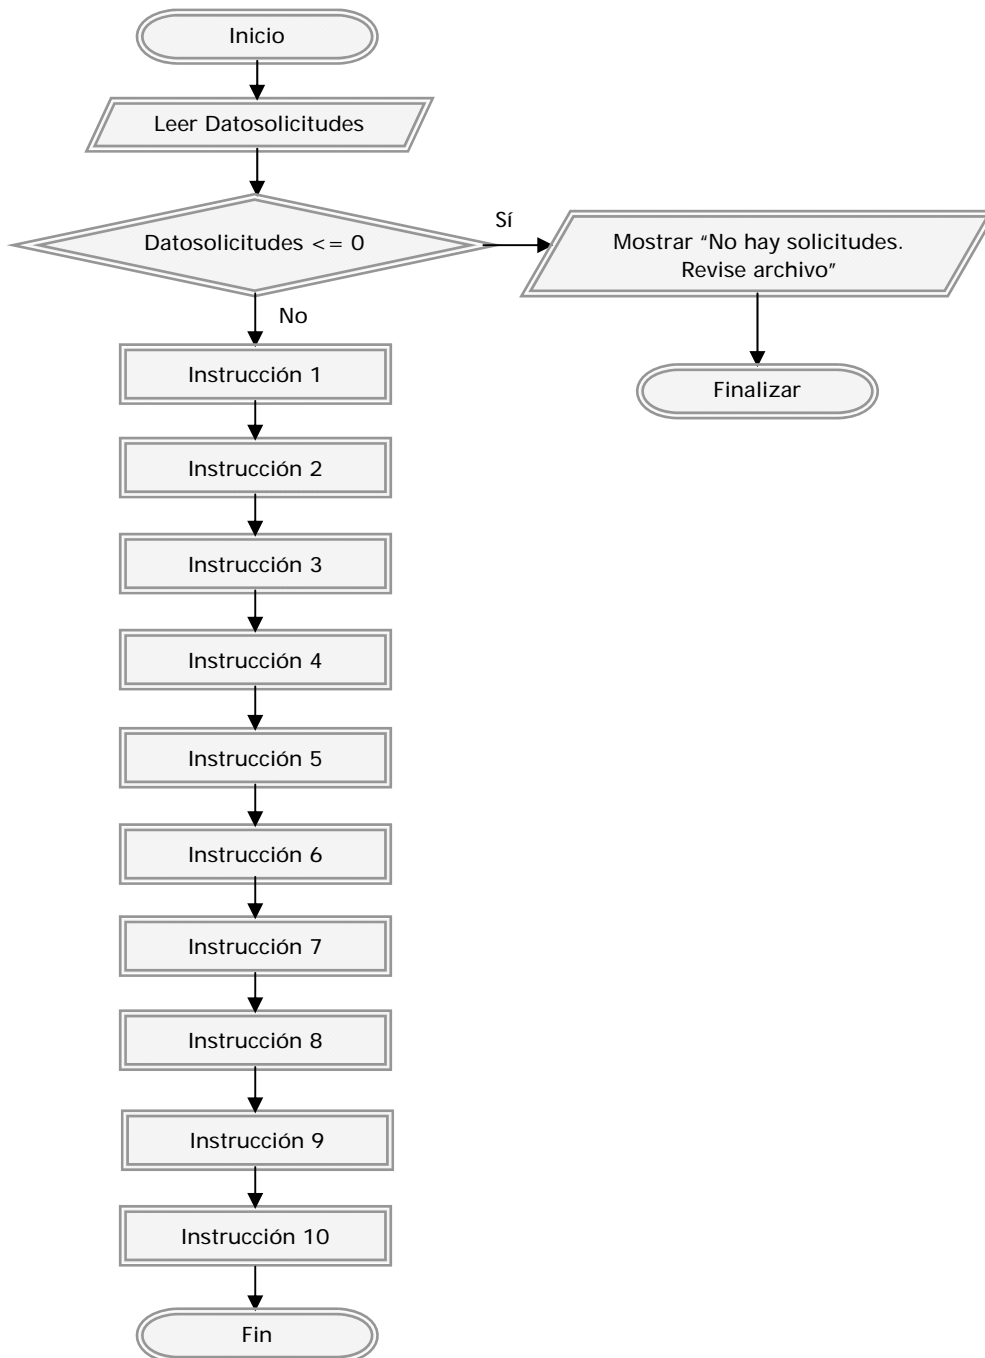 Inicio
Leer Datosolicitudes
Datosolicitudes <= 0
Sí
Mostrar “No hay solicitudes.
Revise archivo”
No
Finalizar
Instrucción 1
Instrucción 2
Instrucción 3
Instrucción 4
Instrucción 5
Instrucción 6
Instrucción 7
Instrucción 8
Instrucción 9
Instrucción 10
Fin